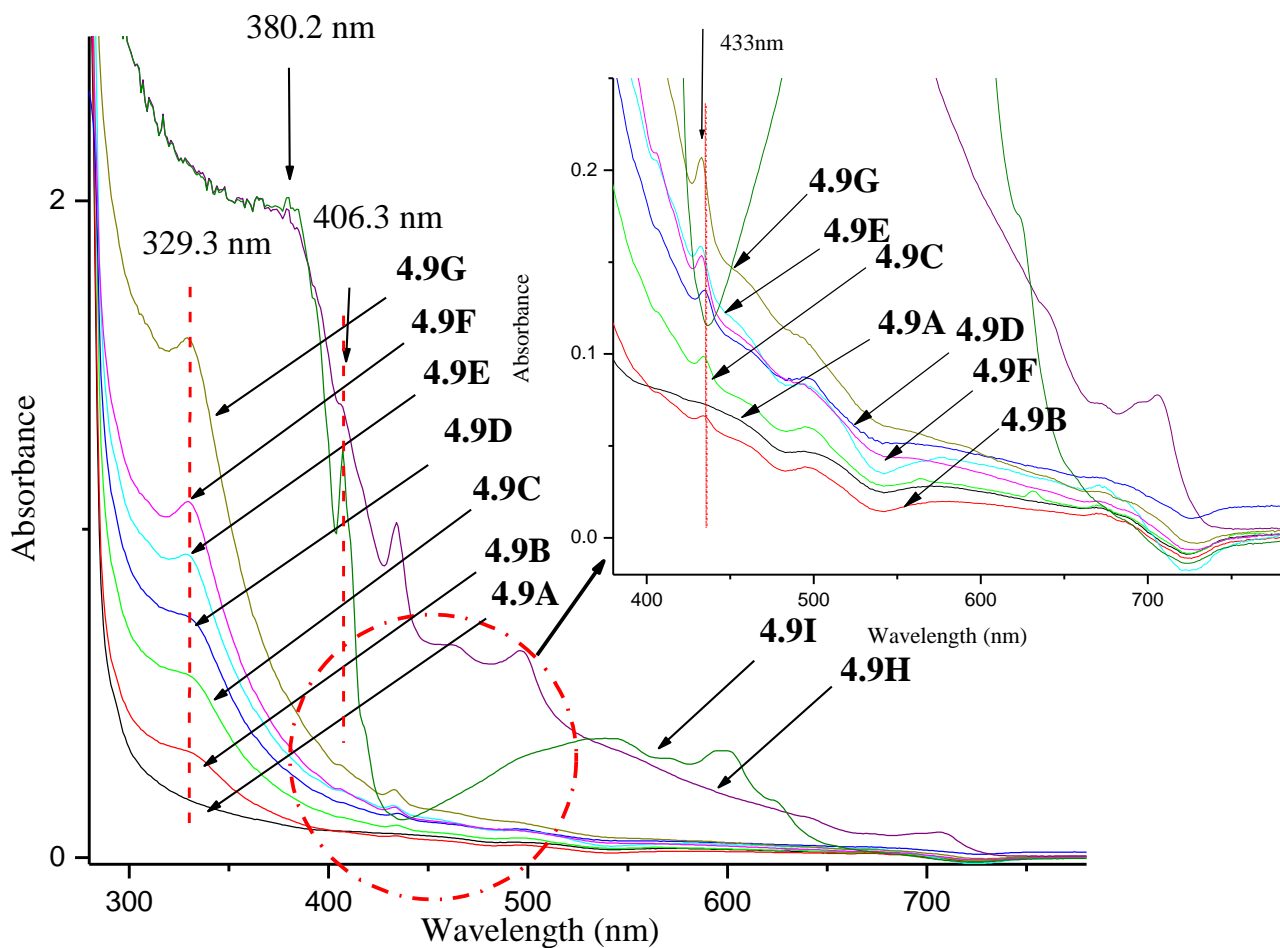 380.2 nm
433nm
406.3 nm
329.3 nm
2
0
Absorbance
300
400
500
600
700
Wavelength (nm)
4.9G
4.9F
4.9E
4.9D
4.9C
4.9B
4.9A
4.9I
4.9H
0.2
0.1
0.0
Absorbance
400
500
600
700
Wavelength (nm)
4.9G
4.9E
4.9C
4.9A
4.9D
4.9F
4.9B